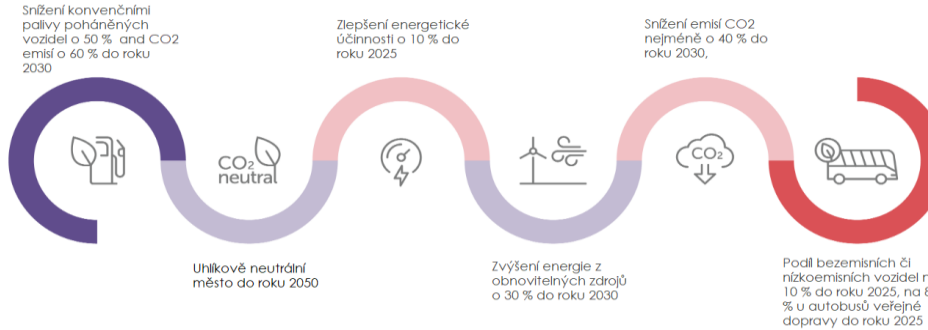 Snížení konvenčními
palivy poháněných
vozidel o 50 % and CO2
emisí o 60 % do roku
2030
Zlepšení energetické
účinnosti o 10 % do
roku 2025
Snížení emisí CO2
nejméně o 40 % do
roku 2030,
CO₂
neutral
CO₂
Uhlíkově neutrální
město do roku 2050
Zvýšení energie z
obnovitelných zdrojů
o 30 % do roku 2030
Podíl bezemisních či
nízkoemisních vozidel
10 % do roku 2025, na
% u autobusů veřejné
dopravy do roku 2025